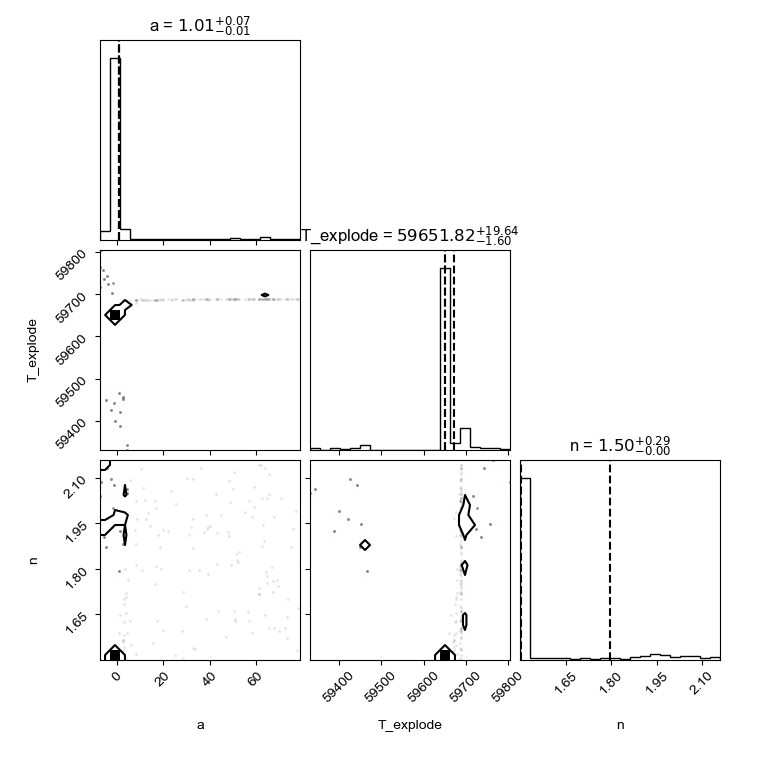 a = 1.01+0.07 −0.01
T_explode = 59651.82+19.64 −1.60
59800
59700
59600
59500
59400
T_explode
n = 1.50+0.29 −0.00
2.10
1.95
1.80
1.65
n
0 20 40 60
59400 59500 59600 59700 59800
1.65 1.80 1.95 2.10
a T_explode n